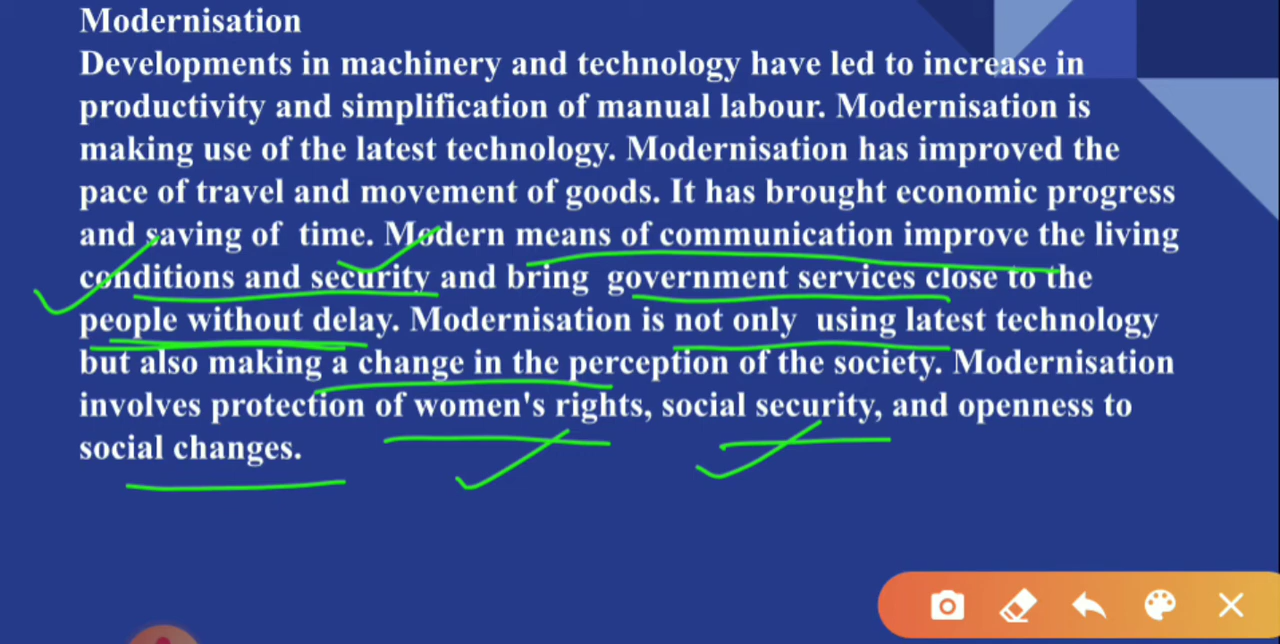 Modernisation
Developments in machinery and technology have led to increase in
productivity and simplification of manual labour. Modernisation is
making use of the latest technology. Modernisation has improved the
pace of travel and movement of goods. It has brought economic progress
and saving of time. Modern means of communication improve the living
conditions and security and bring government services close to the
people without delay. Modernisation is not only using latest technology
but also making a change in the perception of the society. Modernisation
involves protection of women's rights, social security, and openness to
social changes.